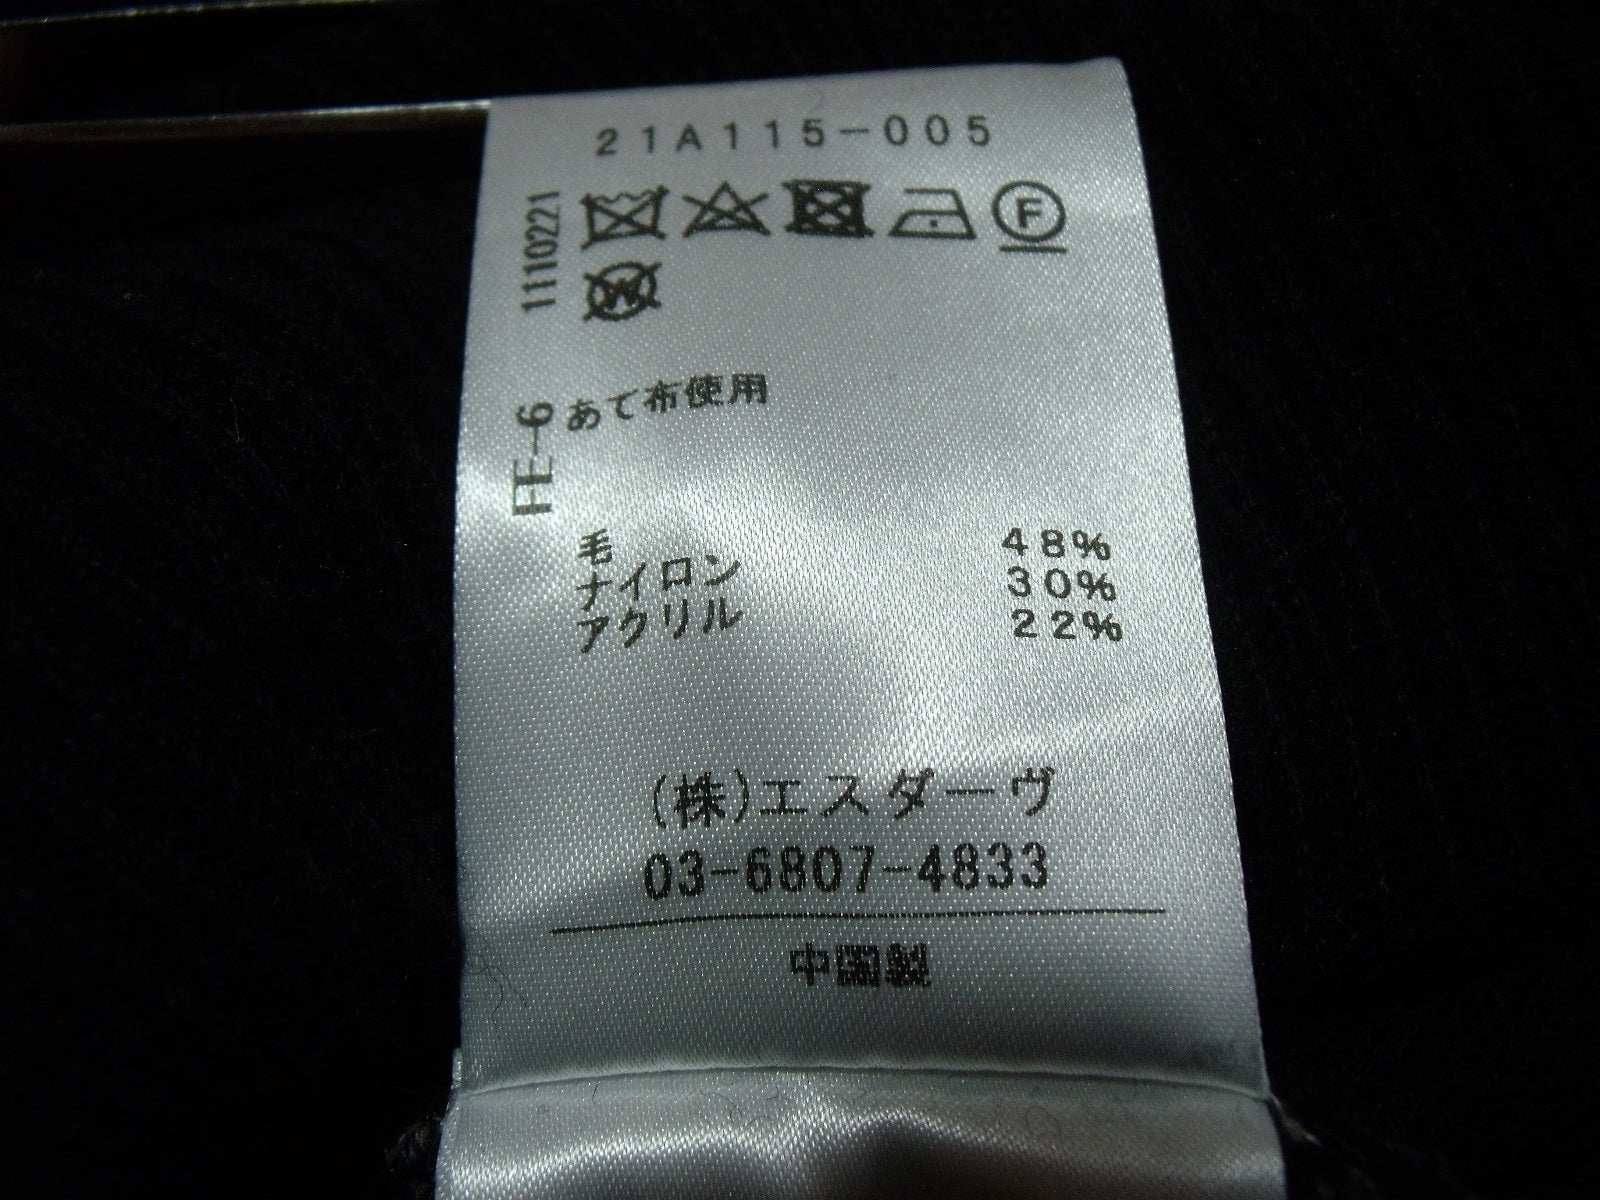 21A115-005
1110221
F
W
FE-6
あて布使用
毛 48%
ナイロン 30%
アクリル 22%
(株)エスダーヴ
03-6807-4833
中国製